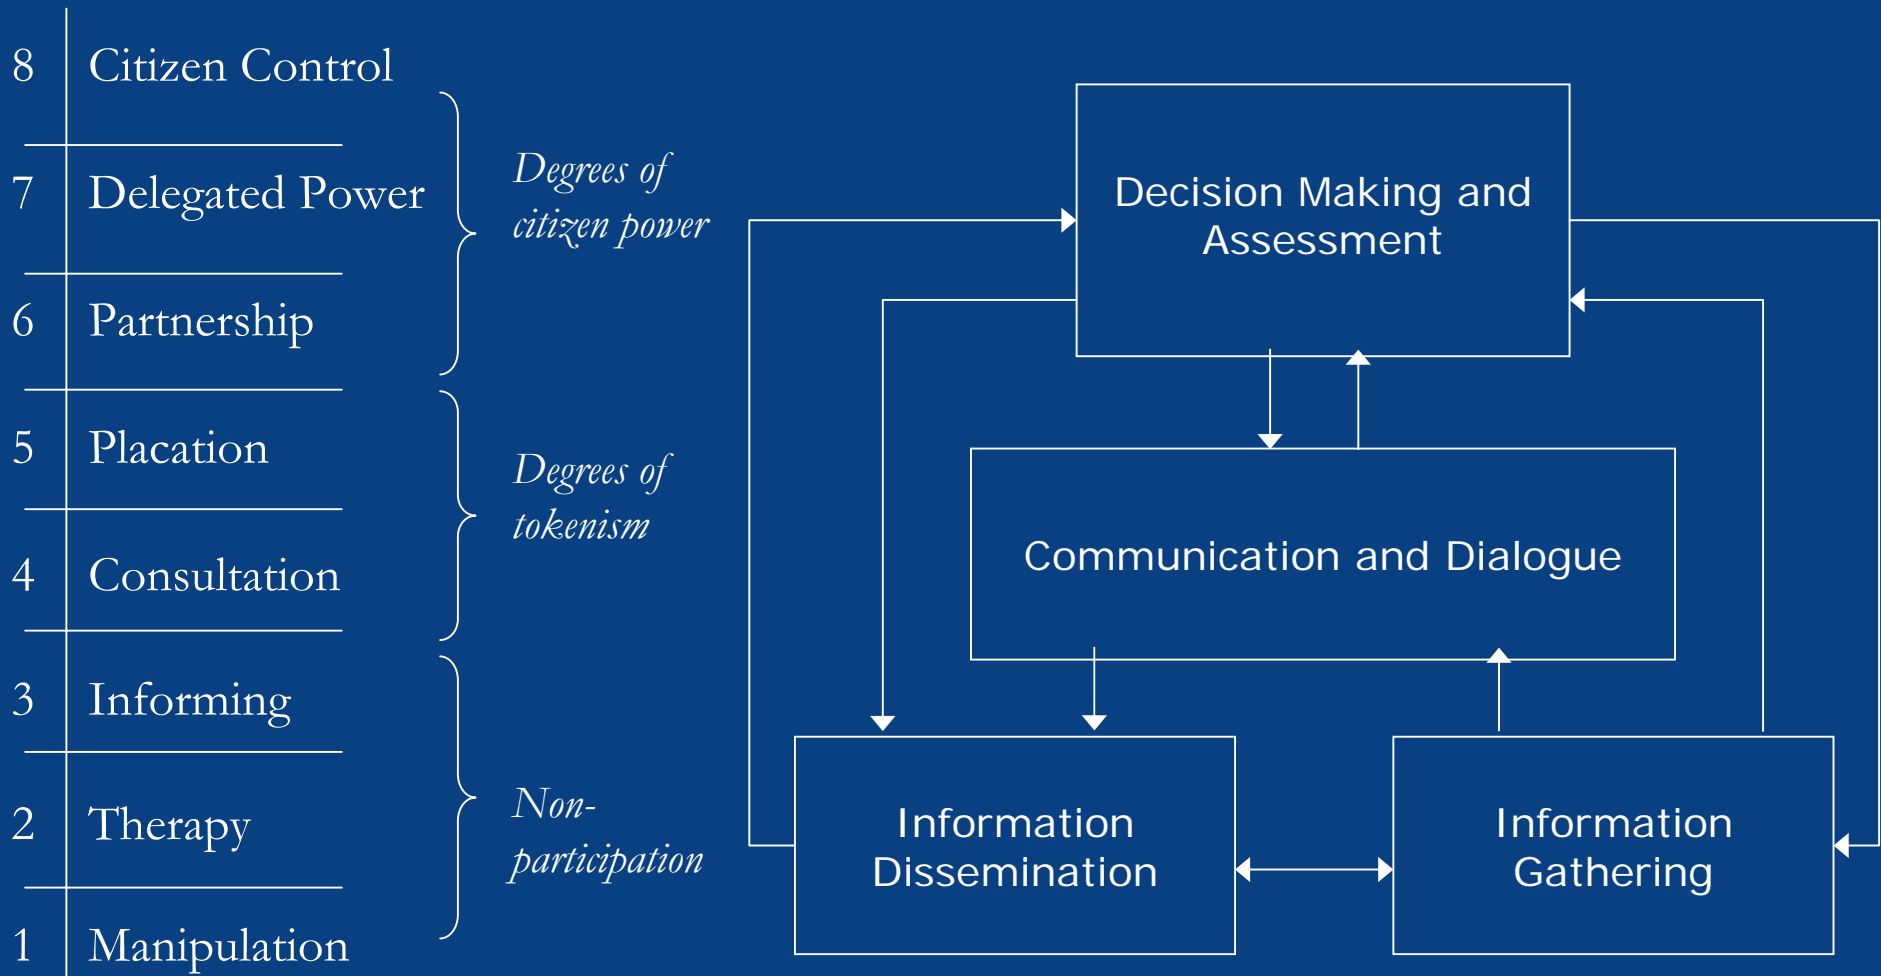 8 Citizen Control
7 Delegated Power
6 Partnership
5 Placation
4 Consultation
3 Informing
2 Therapy
1 Manipulation
Degrees of
citizen power
Degrees of
tokenism
Non-
participation
Decision Making and
Assessment
Communication and Dialogue
Information
Dissemination
Information
Gathering